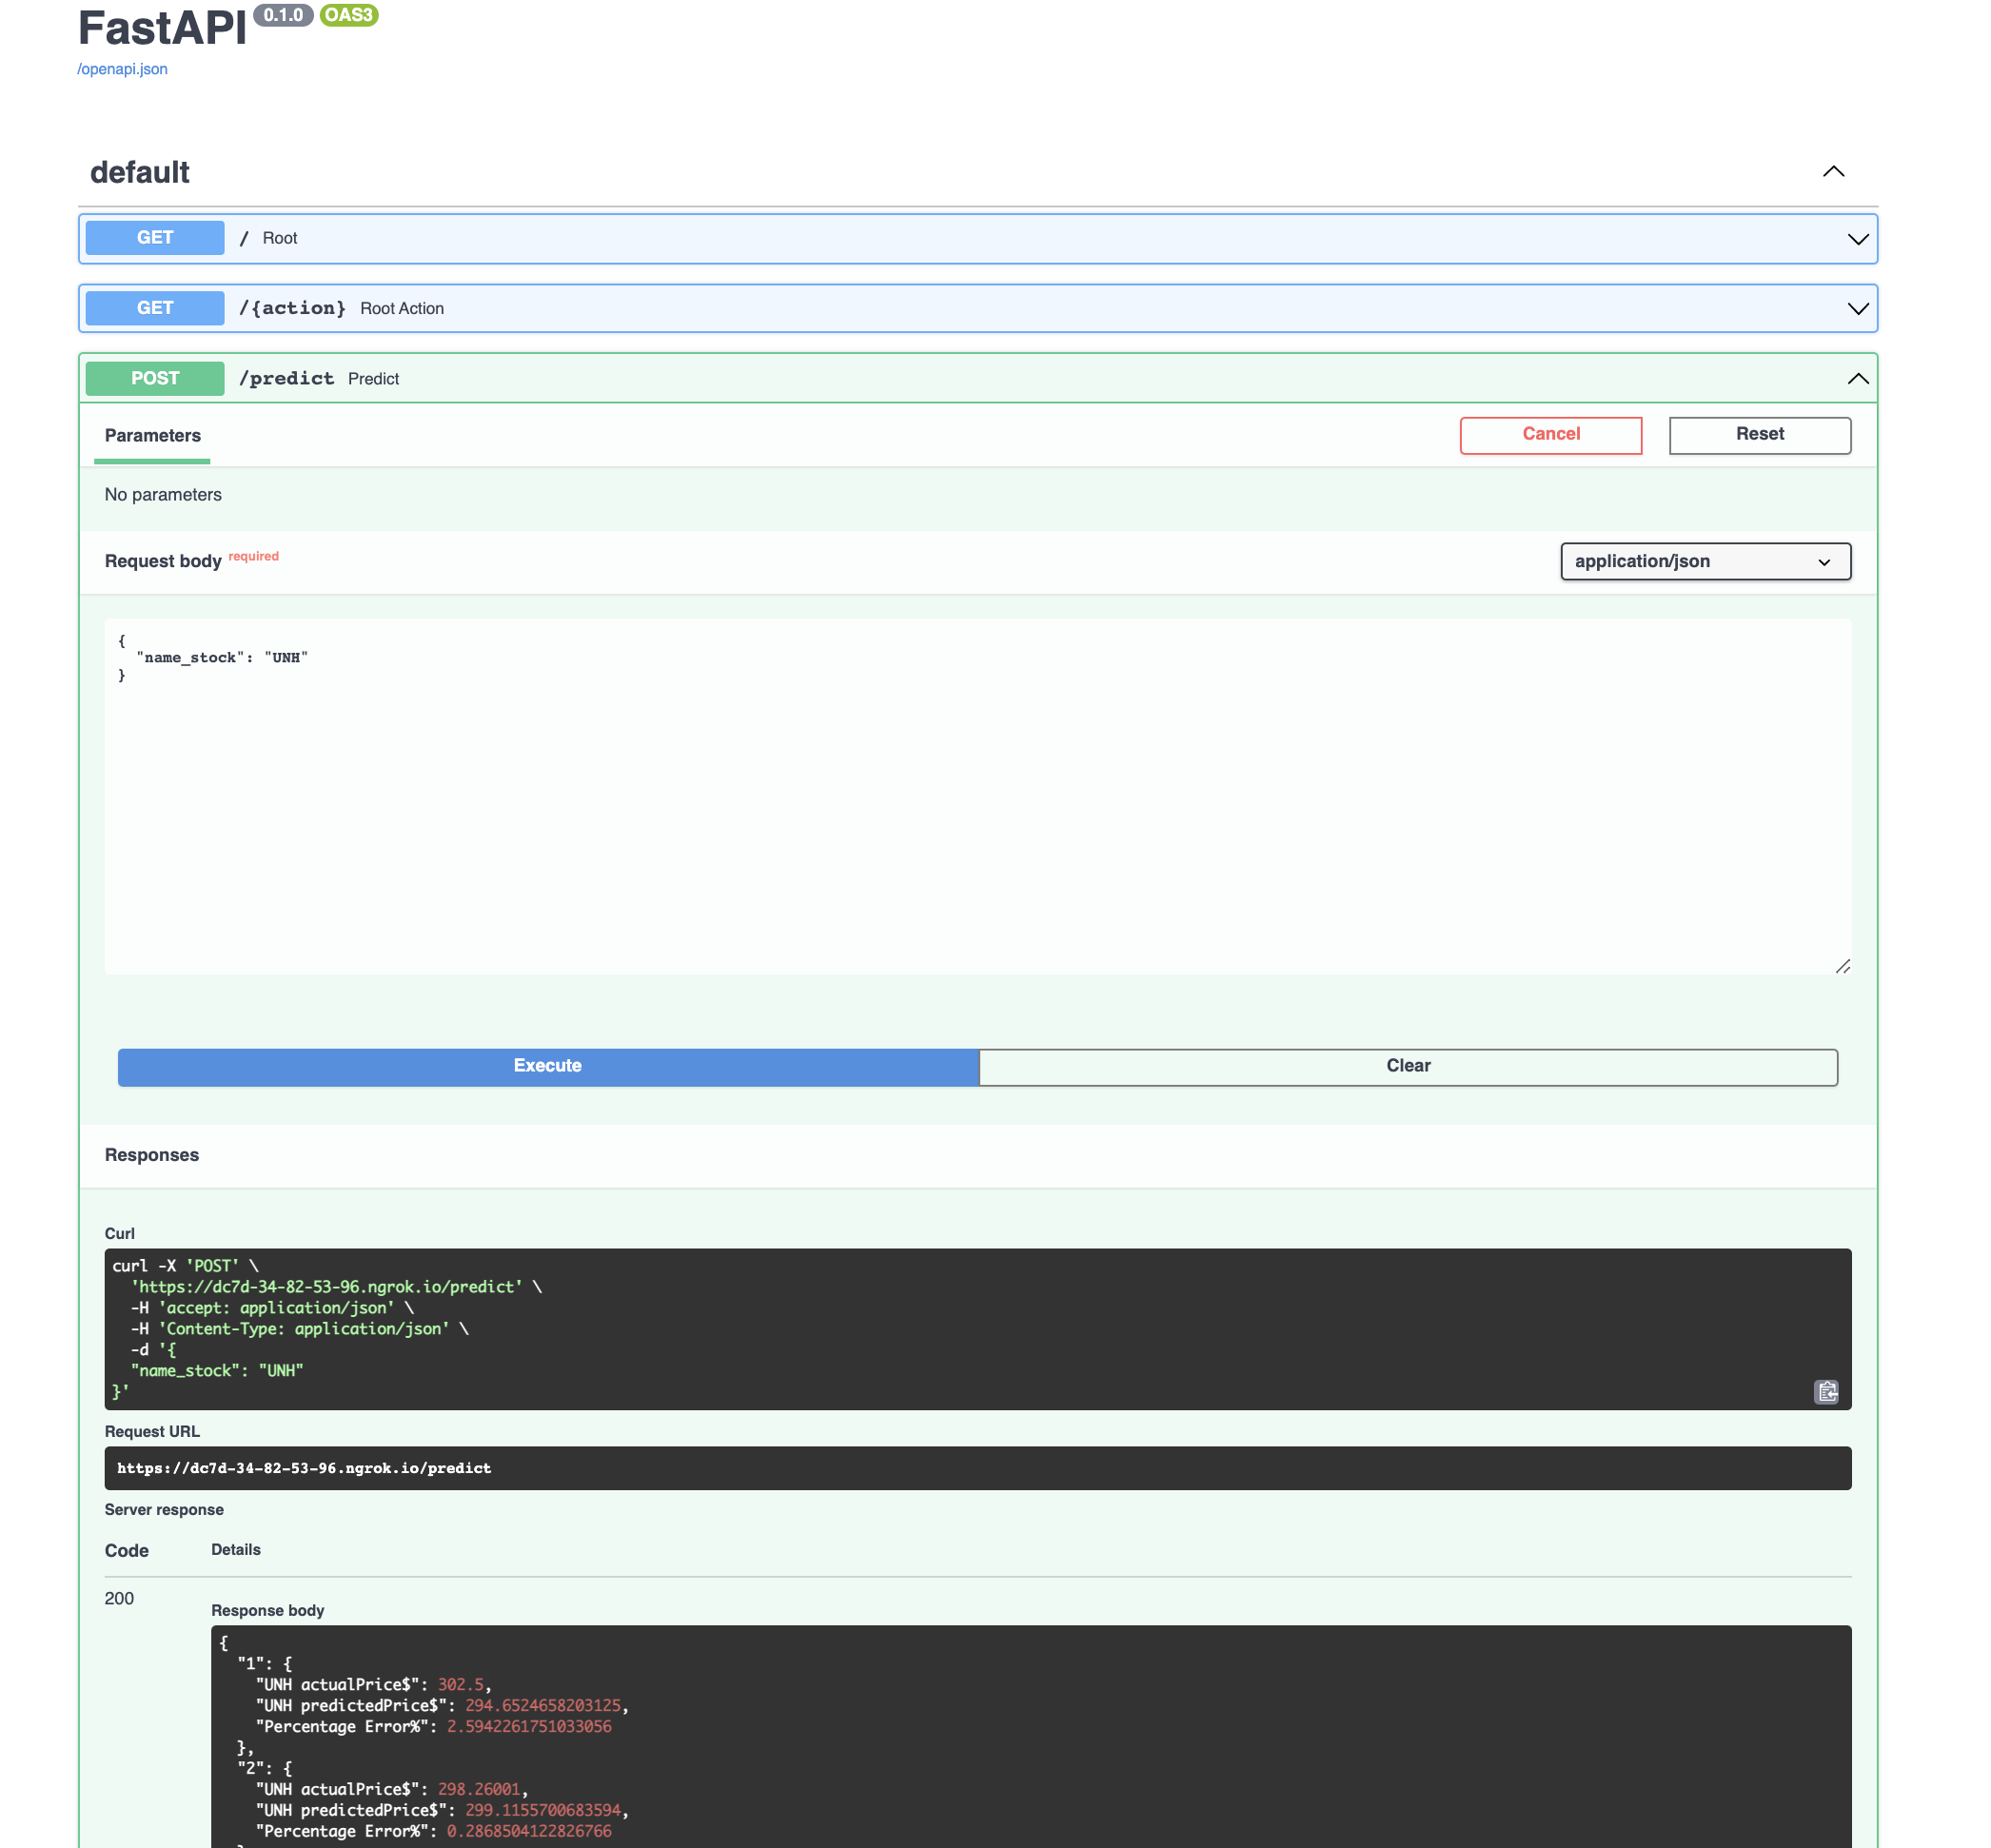 FastAPI 0.1.0 OAS3
/openapi.json
default
GET / Root
GET /{action} Root Action
POST /predict Predict
Parameters
Cancel
Reset
No parameters
Request body required
application/json
{
  "name_stock": "UNH"
}
Execute
Clear
Responses
Curl
curl -X 'POST' \
  'https://dc7d-34-82-53-96.ngrok.io/predict' \
  -H 'accept: application/json' \
  -H 'Content-Type: application/json' \
  -d '{
  "name_stock": "UNH"
}'
Request URL
https://dc7d-34-82-53-96.ngrok.io/predict
Server response
Code Details
200
Response body
{
  "1": {
    "UNH actualPrice$": 302.5,
    "UNH predictedPrice$": 294.6524658203125,
    "Percentage Error%": 2.5942261751033056
  },
  "2": {
    "UNH actualPrice$": 298.26001,
    "UNH predictedPrice$": 299.1155700683594,
    "Percentage Error%": 0.2868504122826766